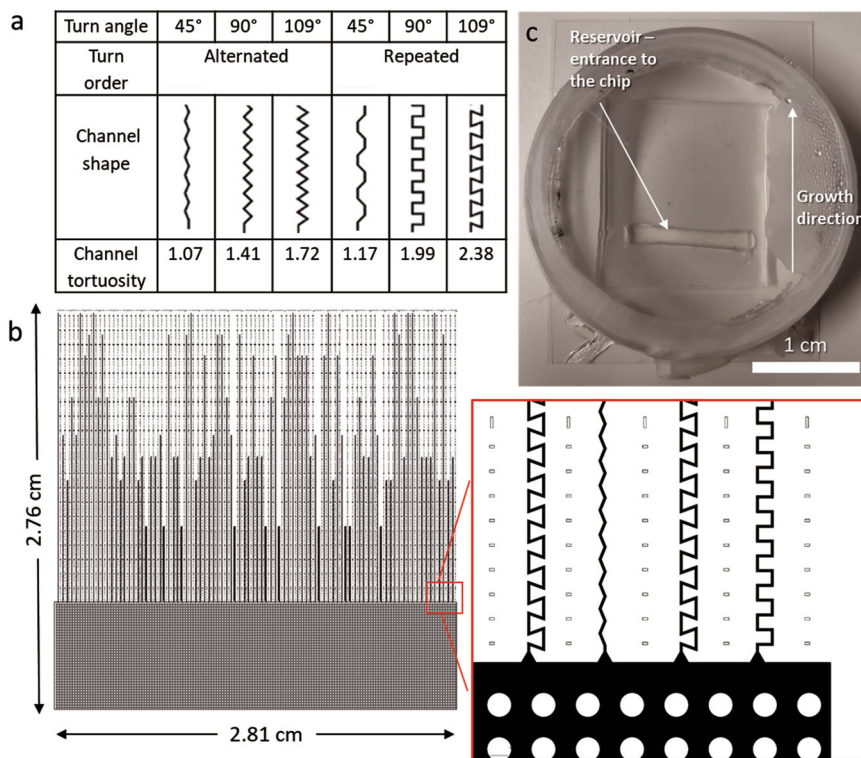 a
Turn angle 45° 90° 109° 45° 90° 109°
Turn order Alternated Repeated
Channel shape
Channel tortuosity 1.07 1.41 1.72 1.17 1.99 2.38
b
2.76 cm
2.81 cm
c
Reservoir –
entrance to
the chip
Growth
direction
1 cm